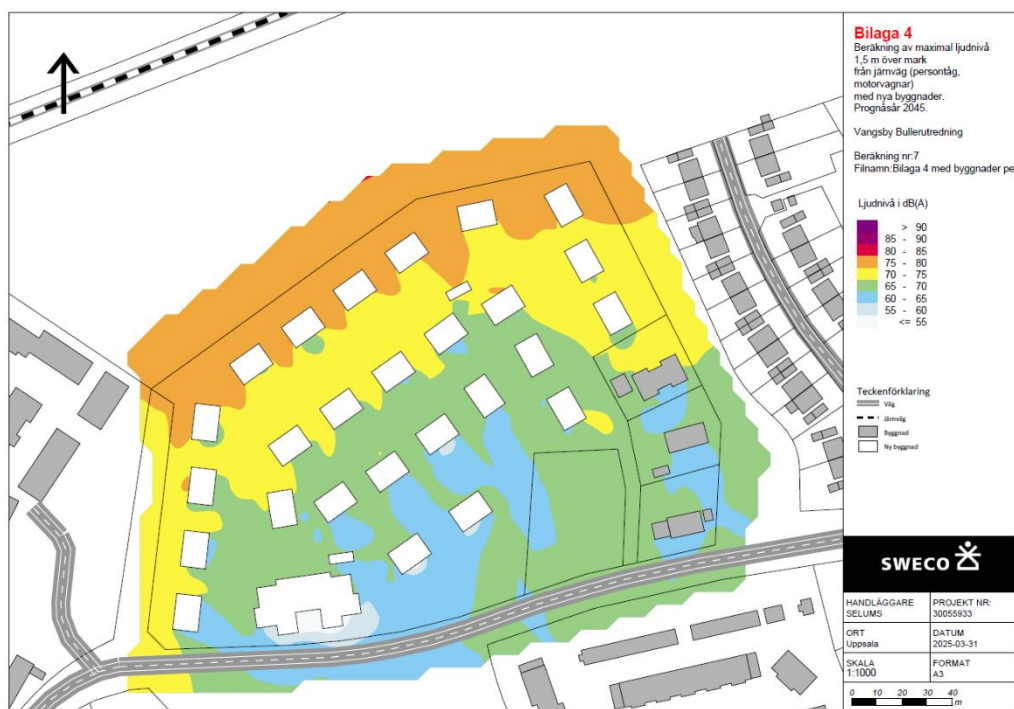 Bilaga 4
Beräkning av maximal ljudnivå
1,5 m över mark
från järnväg (persontåg,
motorvagnar)
med nya byggnader.
Prognåsår 2045.
Vangsby Bullerutredning
Beräkning nr:7
Filnamn:Bilaga 4 med byggnader pe
Ljudnivå i dB(A)
> 90
85 - 90
80 - 85
75 - 80
70 - 75
65 - 70
60 - 65
55 - 60
<= 55
Teckenförklaring
Väg
Järnväg
Byggnad
Ny byggnad
SWECO
HANDLÄGGARE
SELUMS
PROJEKT NR:
30055933
ORT
Uppsala
DATUM
2025-03-31
SKALA
1:1000
FORMAT
A3
0 10 20 30 40
m